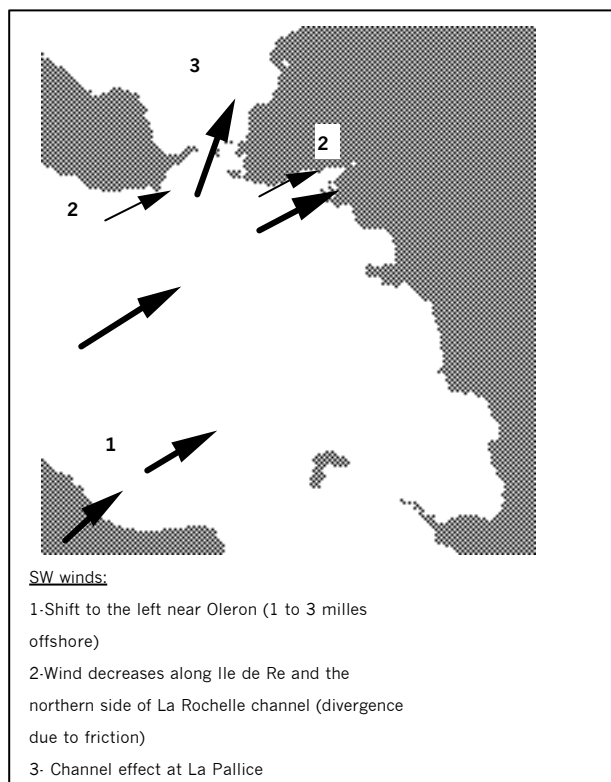 3
2
2
1
SW winds:
1-Shift to the left near Oleron (1 to 3 milles
offshore)
2-Wind decreases along Ile de Re and the
northern side of La Rochelle channel (divergence
due to friction)
3- Channel effect at La Pallice